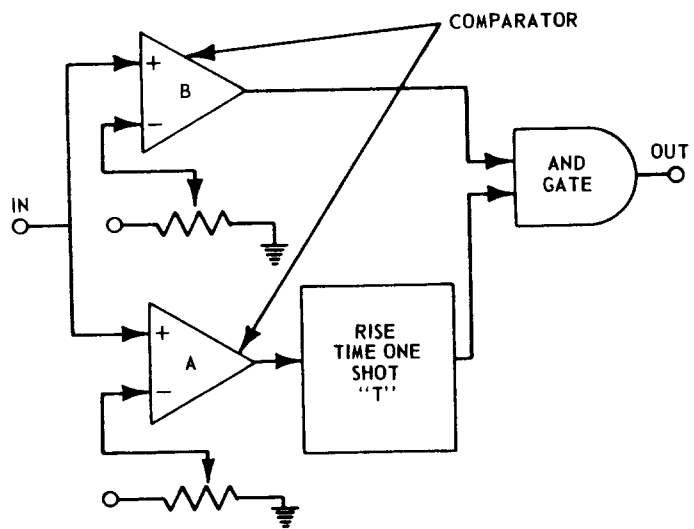 COMPARATOR
+
B
−
AND
GATE
OUT
IN
+
A
−
RISE
TIME ONE
SHOT
"T"